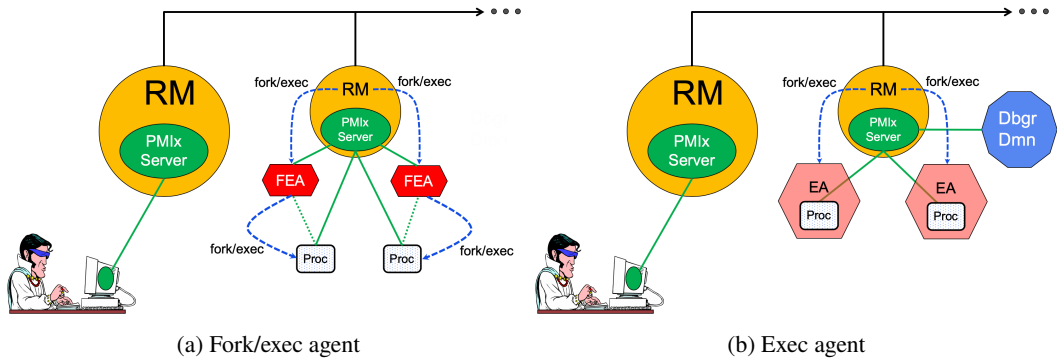 RM
PMIx
Server
fork/exec
fork/exec
RM
PMIx
Server
FEA
FEA
fork/exec
fork/exec
Proc
Proc
(a) Fork/exec agent
RM
PMIx
Server
fork/exec
fork/exec
RM
PMIx
Server
Dbgr
Dmn
EA
EA
Proc
Proc
(b) Exec agent